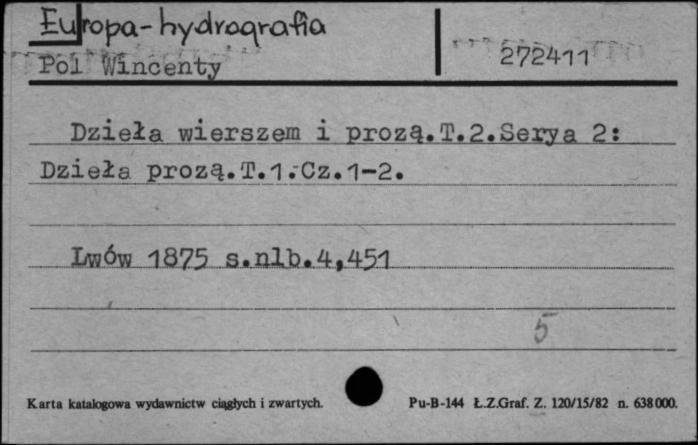 Europa-hydrografia
Pol Wincenty 272411
Dzieła wierszem i prozą.T.2.Serya 2:
Dzieła prozą.T.1.Cz.1-2.
Lwów 1875 s.nlb.4,451
5
Karta katalogowa wydawnictw ciągłych i zwartych. Pu-B-144 Ł.Z.Graf. Z. 120/15/82 n. 638000.